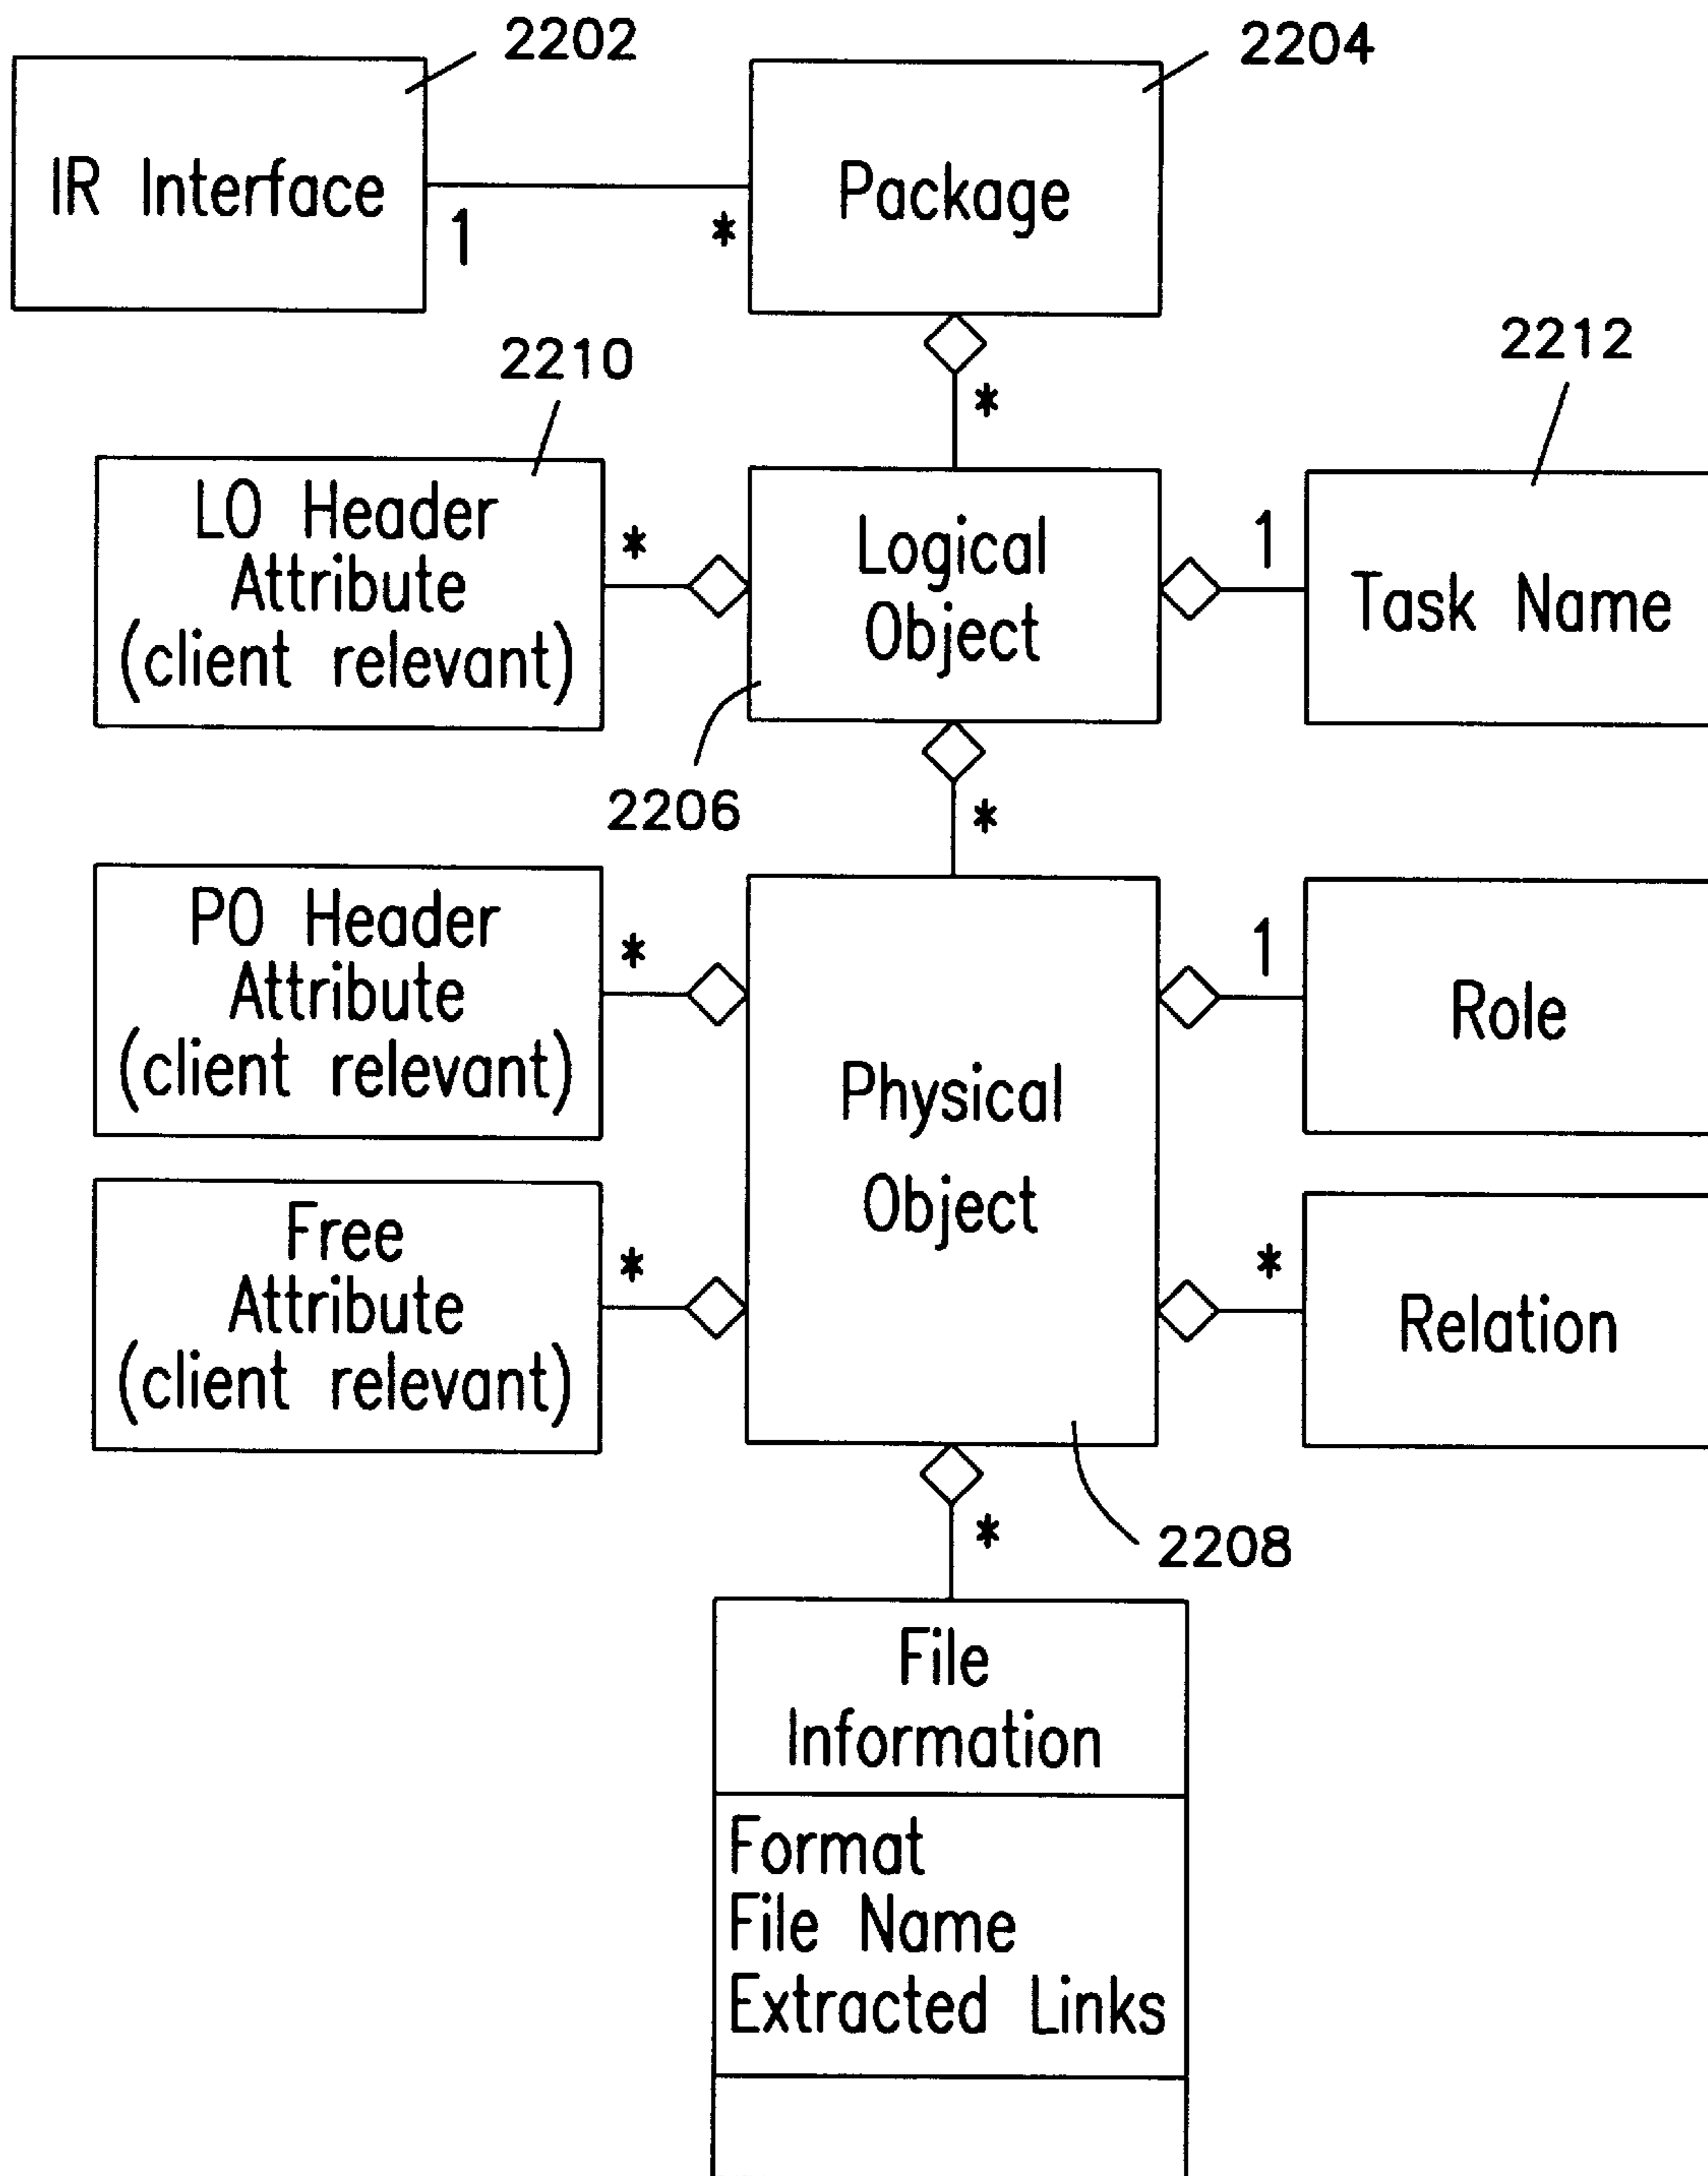 2202
2204
IR Interface
1
*
Package
*
2210
2212
LO Header
Attribute
(client relevant)
*
Logical
Object
1
Task Name
2206
*
PO Header
Attribute
(client relevant)
*
Physical
Object
1
Role
Free
Attribute
(client relevant)
*
*
Relation
2208
*
File
Information
Format
File Name
Extracted Links